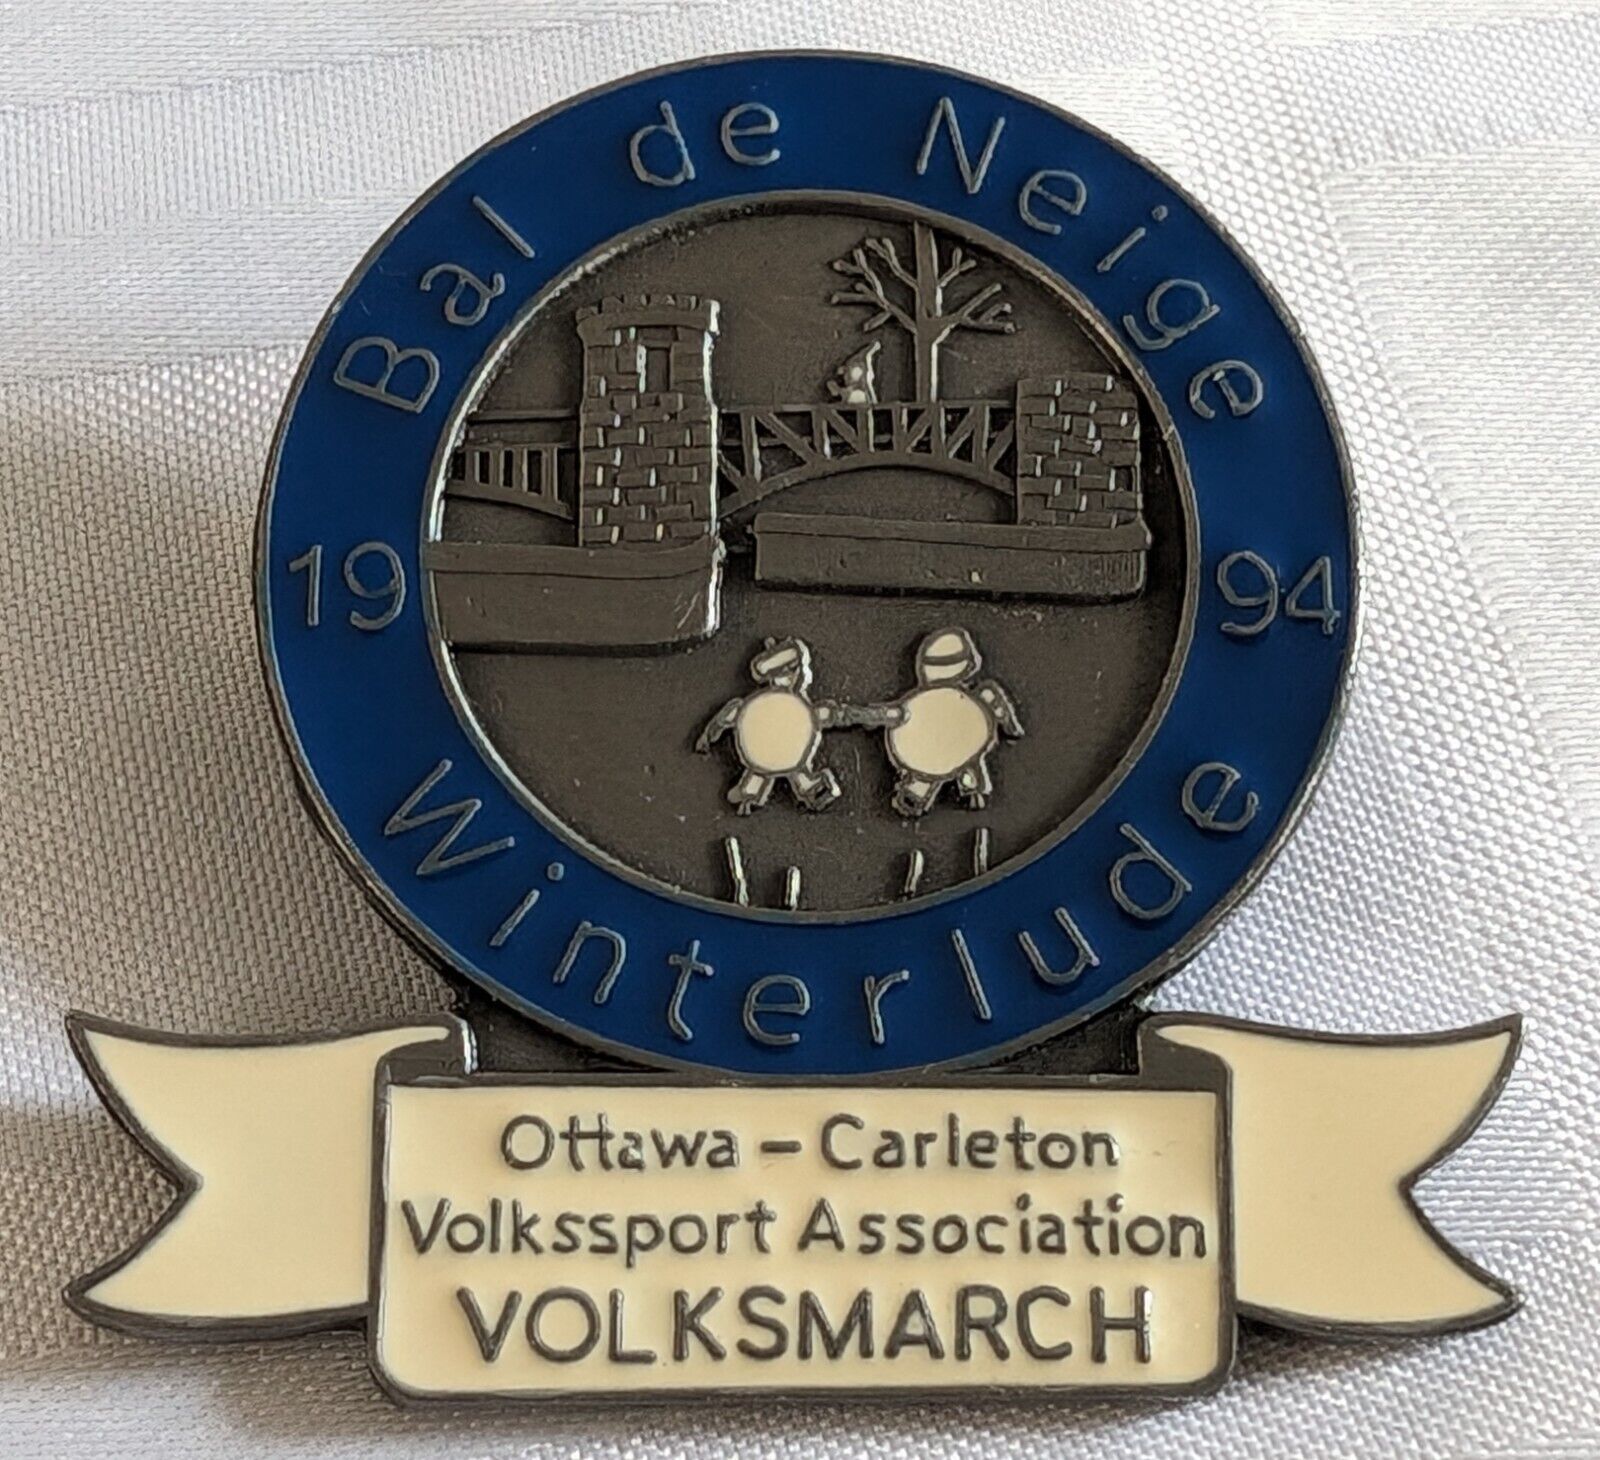 Bal de Neige
19 94
Winterlude
Ottawa - Carleton
Volkssport Association
VOLKSMARCH